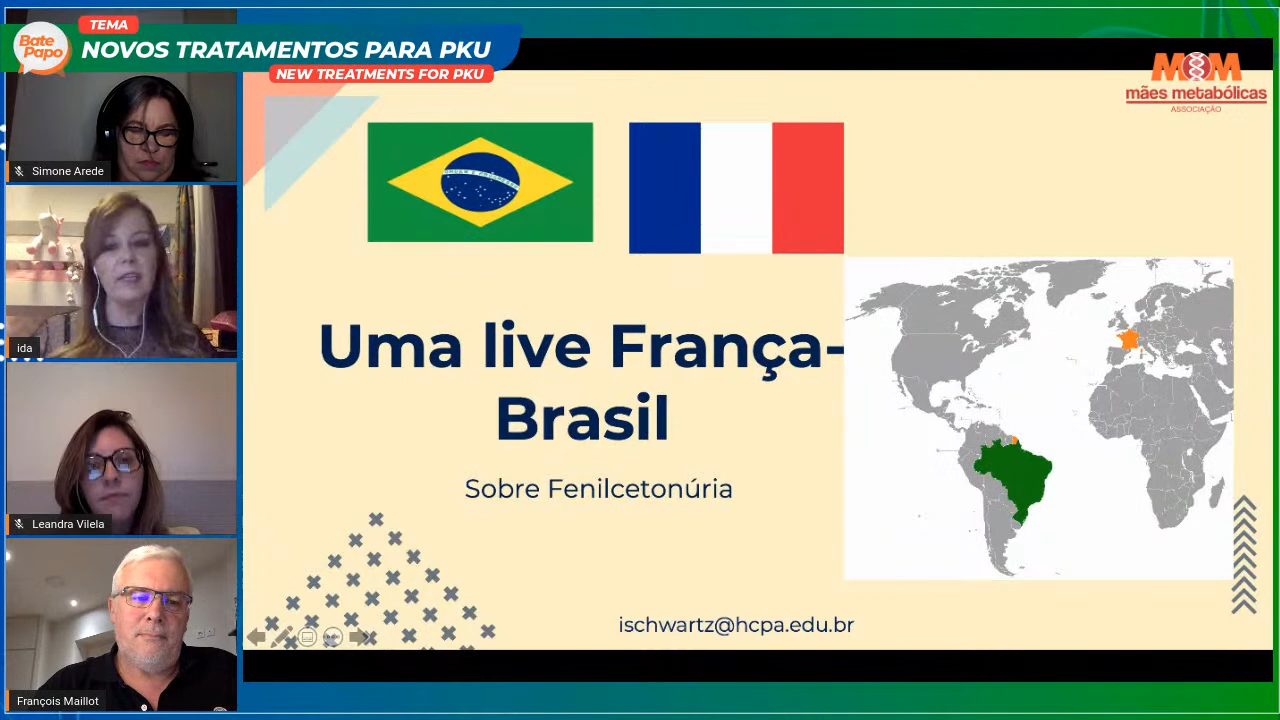 TEMA
Bate
Papo
NOVOS TRATAMENTOS PARA PKU
NEW TREATMENTS FOR PKU
MÃM
mães metabólicas
ASSOCIAÇÃO
Simone Arede
ida
Leandra Vilela
François Maillot
Uma live França-
Brasil
Sobre Fenilcetonúria
ischwartz@hcpa.edu.br